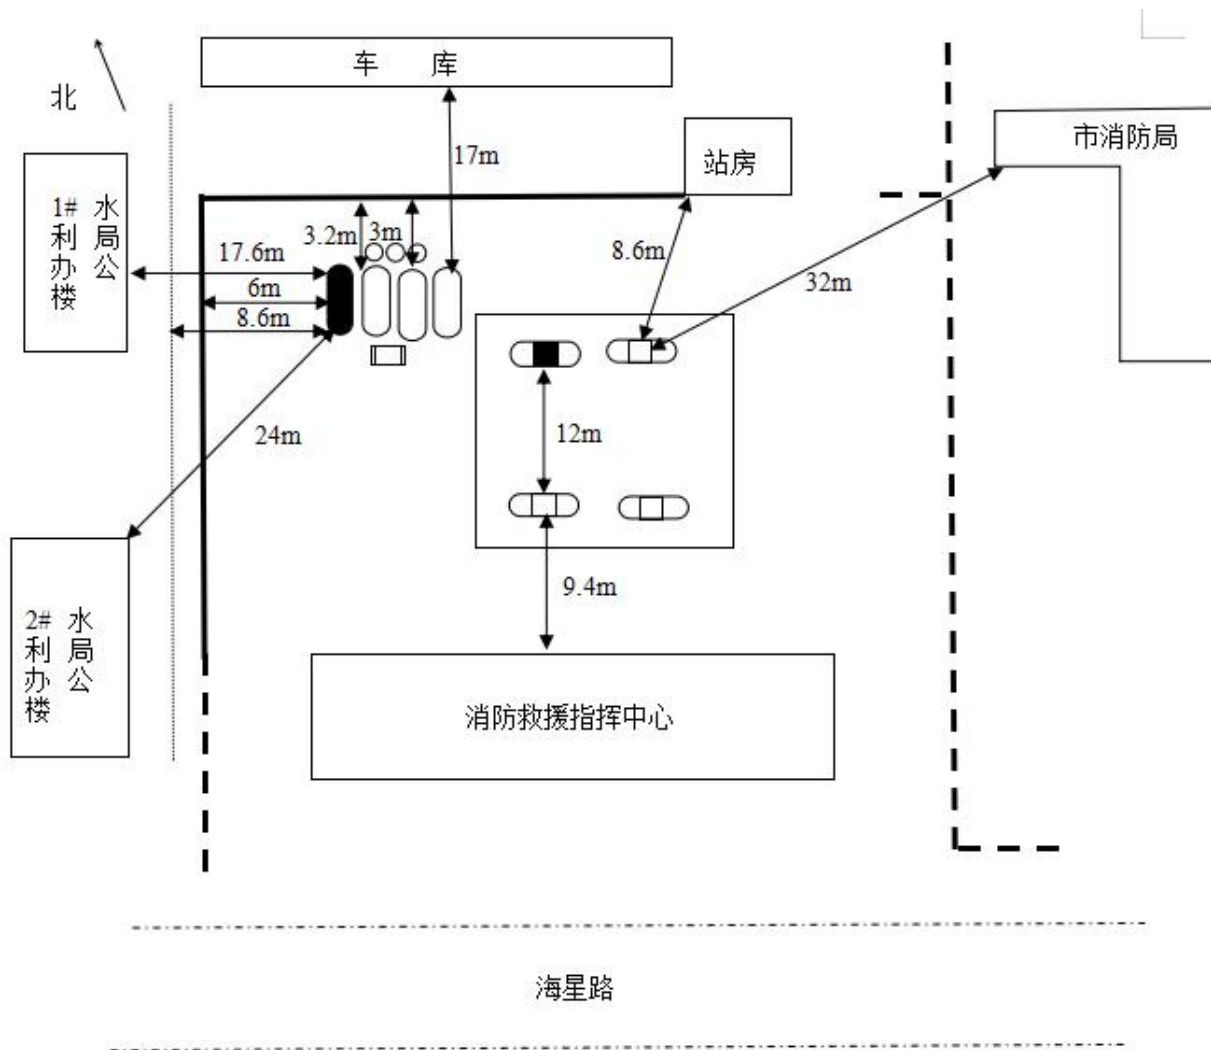 车 库
北
市消防局
站房
17m
1#水
利局
办公
楼
3.2m
3m
17.6m
8.6m
6m
32m
8.6m
24m
12m
9.4m
2#水
利局
办公
楼
消防救援指挥中心
海星路